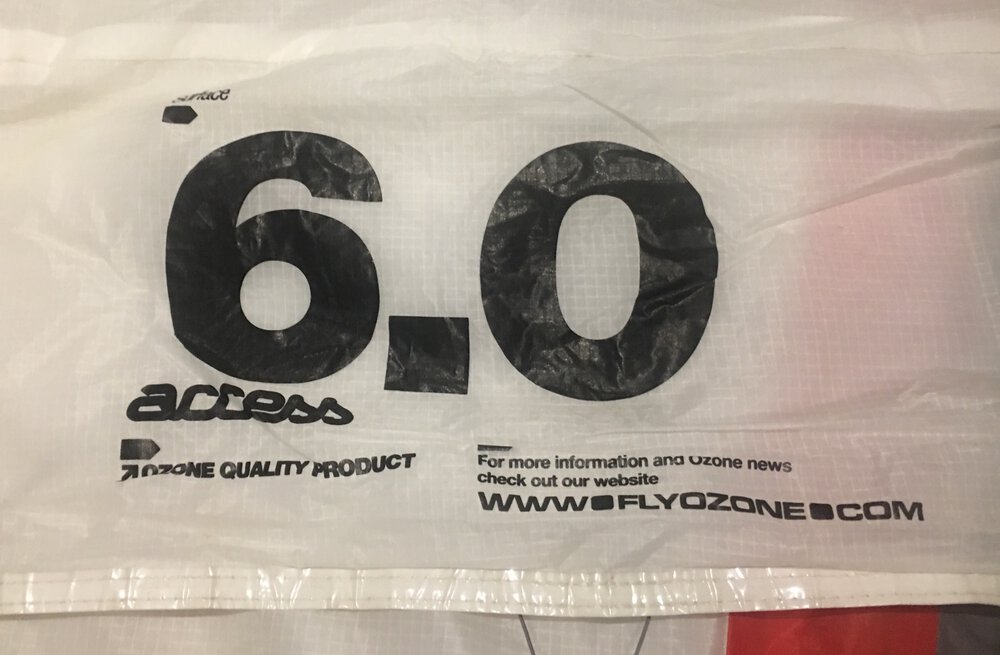 surface
6.0
access
OZONE QUALITY PRODUCT
For more information and Ozone news
check out our website
WWW.FLYOZONE.COM